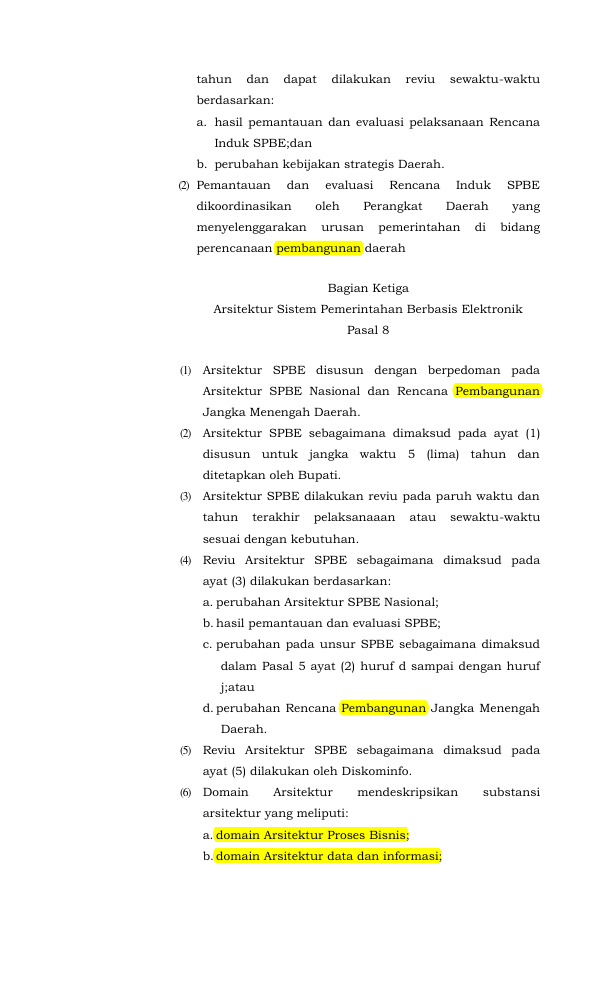 tahun dan dapat dilakukan reviu sewaktu-waktu
berdasarkan:
a. hasil pemantauan dan evaluasi pelaksanaan Rencana
Induk SPBE;dan
b. perubahan kebijakan strategis Daerah.
(2) Pemantauan dan evaluasi Rencana Induk SPBE
dikoordinasikan oleh Perangkat Daerah yang
menyelenggarakan urusan pemerintahan di bidang
perencanaan pembangunan daerah
Bagian Ketiga
Arsitektur Sistem Pemerintahan Berbasis Elektronik
Pasal 8
(1) Arsitektur SPBE disusun dengan berpedoman pada
Arsitektur SPBE Nasional dan Rencana Pembangunan
Jangka Menengah Daerah.
(2) Arsitektur SPBE sebagaimana dimaksud pada ayat (1)
disusun untuk jangka waktu 5 (lima) tahun dan
ditetapkan oleh Bupati.
(3) Arsitektur SPBE dilakukan reviu pada paruh waktu dan
tahun terakhir pelaksanaaan atau sewaktu-waktu
sesuai dengan kebutuhan.
(4) Reviu Arsitektur SPBE sebagaimana dimaksud pada
ayat (3) dilakukan berdasarkan:
a. perubahan Arsitektur SPBE Nasional;
b. hasil pemantauan dan evaluasi SPBE;
c. perubahan pada unsur SPBE sebagaimana dimaksud
dalam Pasal 5 ayat (2) huruf d sampai dengan huruf
j;atau
d. perubahan Rencana Pembangunan Jangka Menengah
Daerah.
(5) Reviu Arsitektur SPBE sebagaimana dimaksud pada
ayat (5) dilakukan oleh Diskominfo.
(6) Domain Arsitektur mendeskripsikan substansi
arsitektur yang meliputi:
a. domain Arsitektur Proses Bisnis;
b. domain Arsitektur data dan informasi;